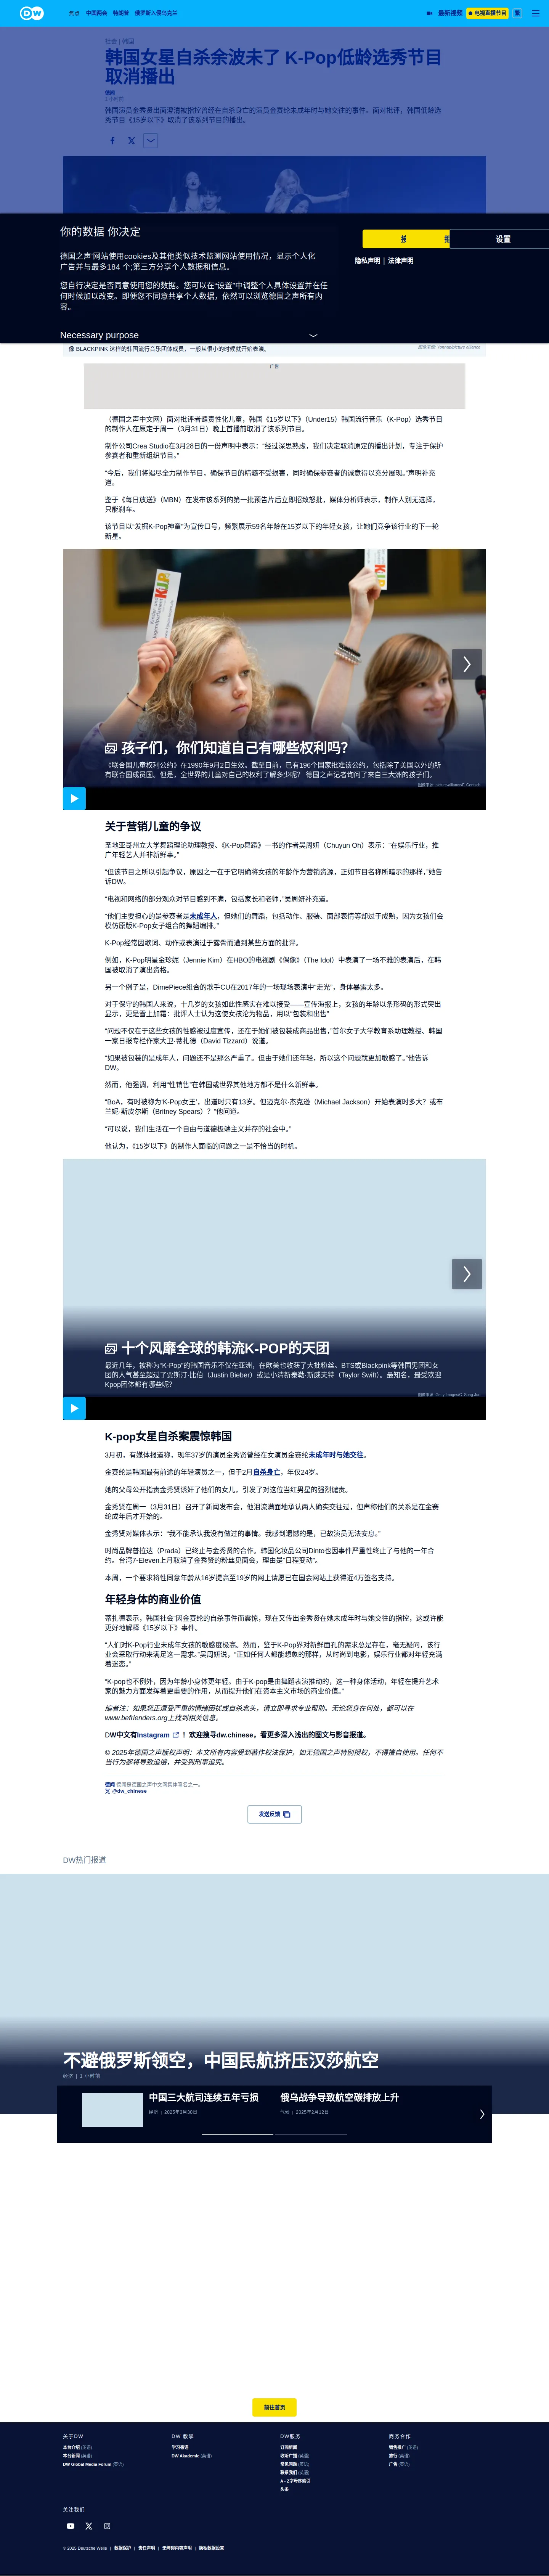 DW
焦点
中国两会
特朗普
俄罗斯入侵乌克兰
最新视频
电视直播节目
繁
社会 | 韩国
韩国女星自杀余波未了 K-Pop低龄选秀节目
取消播出
德闻
2 小时前
韩国演员金秀贤出面澄清被指控曾经在自杀身亡的演员金赛纶未成年时与她交往的事件。面对批评，韩国低龄选
秀节目《15岁以下》取消了该系列节目的播出。
你的数据 你决定
德国之声"网站使用cookies及其他类似技术监测网站使用情况，显示个人化
广告并与最多184 个;第三方分享个人数据和信息。
您自行决定是否同意使用您的数据。您可以在"设置"中调整个人具体设置并在任
何时候加以改变。即便您不同意共享个人数据，依然可以浏览德国之声所有内
容。
Necessary purpose
设置
隐私声明 | 法律声明
像 BLACKPINK 这样的韩国流行音乐团体成员，一般从很小的时候就开始表演。
图像来源: Yonhap/picture alliance
广告
（德国之声中文网）面对批评者谴责性化儿童，韩国《15岁以下》（Under15）韩国流行音乐（K-Pop）选秀节目
的制作人在原定于周一（3月31日）晚上首播前取消了该系列节目。
制作公司Crea Studio在3月28日的一份声明中表示：“经过深思熟虑，我们决定取消原定的播出计划，专注于保护
参赛者和重新组织节目。”
“今后，我们将竭尽全力制作节目，确保节目的精髓不受损害，同时确保参赛者的诚意得以充分展现。”声明补充
道。
鉴于《每日放送》（MBN）在发布该系列的第一批预告片后立即招致怒批，媒体分析师表示，制作人别无选择，
只能刹车。
该节目以“发掘K-Pop神童”为宣传口号，频繁展示59名年龄在15岁以下的年轻女孩，让她们竞争该行业的下一轮
新星。
孩子们，你们知道自己有哪些权利吗？
《联合国儿童权利公约》在1990年9月2日生效。截至目前，已有196个国家批准该公约，包括除了美国以外的所
有联合国成员国。但是，全世界的儿童对自己的权利了解多少呢？ 德国之声记者询问了来自三大洲的孩子们。
关于营销儿童的争议
圣地亚哥州立大学舞蹈理论助理教授、《K-Pop舞蹈》一书的作者吴周妍（Chuyun Oh）表示：“在娱乐行业，推
广年轻艺人并非新鲜事。”
“但该节目之所以引起争议，原因之一在于它明确将女孩的年龄作为营销资源，正如节目名称所暗示的那样，”她告
诉DW。
“电视和网络的部分观众对节目感到不满，包括家长和老师，”吴周妍补充道。
“他们主要担心的是参赛者是未成年人，但她们的舞蹈，包括动作、服装、面部表情等却过于成熟，因为女孩们会
模仿原版K-Pop女子组合的舞蹈编排。”
K-Pop经常因歌词、动作或表演过于露骨而遭到某些方面的批评。
例如，K-Pop明星金珍妮（Jennie Kim）在HBO的电视剧《偶像》（The Idol）中表演了一场不雅的表演后，在韩
国被取消了演出资格。
另一个例子是，DimePiece组合的歌手CU在2017年的一场现场表演中“走光”，身体暴露太多。
对于保守的韩国人来说，十几岁的女孩如此性感实在难以接受——宣传海报上，女孩的年龄以条形码的形式突出
显示，更是雪上加霜：批评人士认为这使女孩沦为物品，用以“包装和出售”
“问题不仅在于这些女孩的性感被过度宣传，还在于她们被包装成商品出售，”首尔女子大学教育系助理教授、韩国
一家日报专栏作家大卫·蒂扎德（David Tizzard）说道。
“如果被包装的是成年人，问题还不是那么严重了。但由于她们还年轻，所以这个问题就更加敏感了。”他告诉
DW。
然而，他强调，利用“性销售”在韩国或世界其他地方都不是什么新鲜事。
“BoA，有时被称为‘K-Pop女王’，出道时只有13岁。但迈克尔·杰克逊（Michael Jackson）开始表演时多大？或布
兰妮·斯皮尔斯（Britney Spears）？”他问道。
“可以说，我们生活在一个自由与道德极端主义并存的社会中。”
他认为，《15岁以下》的制作人面临的问题之一是不恰当的时机。
十个风靡全球的韩流K-POP的天团
最近几年，被称为“K-Pop”的韩国音乐不仅在亚洲，在欧美也收获了大批粉丝。BTS或Blackpink等韩国男团和女
团的人气甚至超过了贾斯汀·比伯（Justin Bieber）或是小清新泰勒·斯威夫特（Taylor Swift）。最知名，最受欢迎
Kpop团体都有哪些呢？
K-pop女星自杀案震惊韩国
3月初，有媒体报道称，现年37岁的演员金秀贤曾经在女演员金赛纶未成年时与她交往。
金赛纶是韩国最有前途的年轻演员之一，但于2月自杀身亡，年仅24岁。
她的父母公开指责金秀贤诱奸了他们的女儿，引发了对这位当红男星的强烈谴责。
金秀贤在周一（3月31日）召开了新闻发布会，他泪流满面地承认两人确实交往过，但声称他们的关系是在金赛
纶成年后才开始的。
金秀贤对媒体表示：“我不能承认我没有做过的事情。我感到遗憾的是，已故演员无法安息。”
时尚品牌普拉达（Prada）已终止与金秀贤的合作。韩国化妆品公司Dinto也因事件严重性终止了与他的一年合
约。台湾7-Eleven上月取消了金秀贤的粉丝见面会，理由是“日程变动”。
本周，一个要求将性同意年龄从16岁提高至19岁的网上请愿已在国会网站上获得近4万签名支持。
年轻身体的商业价值
蒂扎德表示，韩国社会“因金赛纶的自杀事件而震惊，现在又传出金秀贤在她未成年时与她交往的指控，这或许能
更好地解释《15岁以下》事件。
“人们对K-Pop行业未成年女孩的敏感度极高。然而，鉴于K-Pop界对新鲜面孔的需求总是存在，毫无疑问，该行
业会采取行动来满足这一需求。”吴周妍说，“正如任何人都能想象的那样，从时尚到电影，娱乐行业都对年轻充满
着迷恋。”
“K-pop也不例外，因为年龄小身体更年轻。由于K-pop是由舞蹈表演推动的，这一种身体活动，年轻在提升艺术
家的魅力方面发挥着更重要的作用，从而提升他们在资本主义市场的商业价值。”
编者注：如果您正遭受严重的情绪困扰或自杀念头，请立即寻求专业帮助。无论您身在何处，都可以在
www.befrienders.org上找到相关信息。
DW中文有Instagram ！欢迎搜寻dw.chinese，看更多深入浅出的图文与影音报道。
© 2025年德国之声版权声明：本文所有内容受到著作权法保护，如无德国之声特别授权，不得擅自使用。任何不
当行为都将导致追偿，并受到刑事追究。
德闻 德闻是德国之声中文网集体笔名之一。
@dw_chinese
发送反馈
DW热门报道
不避俄罗斯领空，中国民航挤压汉莎航空
经济 | 1 小时前
中国三大航司连续五年亏损
经济 | 2025年3月30日
俄乌战争导致航空碳排放上升
气候 | 2025年2月12日
前往首页
关于DW
本台介绍 (英语)
本台新闻 (英语)
DW Global Media Forum (英语)
DW 教學
学习德语
DW Akademie (英语)
DW服务
订阅新闻
收听广播 (英语)
常见问题 (英语)
联系我们 (英语)
A - Z字母序索引
头条
商务合作
销售推广 (英语)
旅行 (英语)
广告 (英语)
关注我们
© 2025 Deutsche Welle | 数据保护 | 责任声明 | 无障碍内容声明 | 隐私数据设置